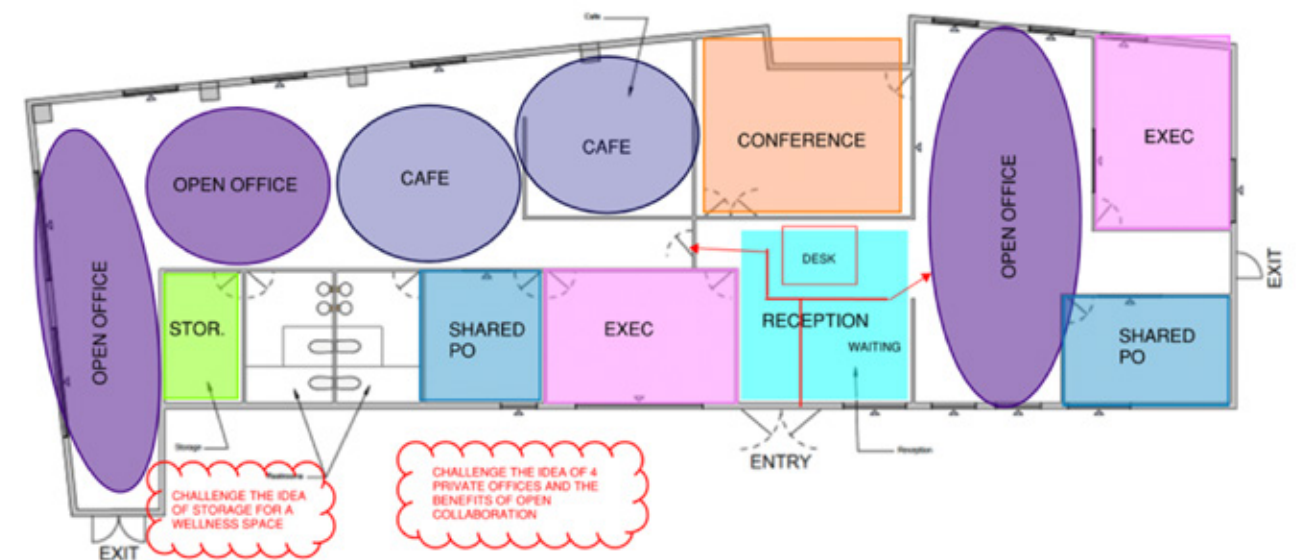 Cafe
CONFERENCE
EXEC
CAFE
CAFE
OPEN OFFICE
OPEN OFFICE
OPEN OFFICE
DESK
EXIT
STOR.
SHARED
PO
EXEC
RECEPTION
WAITING
SHARED
PO
Storage
Restrooms
Reception
ENTRY
CHALLENGE THE IDEA
OF STORAGE FOR A
WELLNESS SPACE
CHALLENGE THE IDEA OF 4
PRIVATE OFFICES AND THE
BENEFITS OF OPEN
COLLABORATION
EXIT